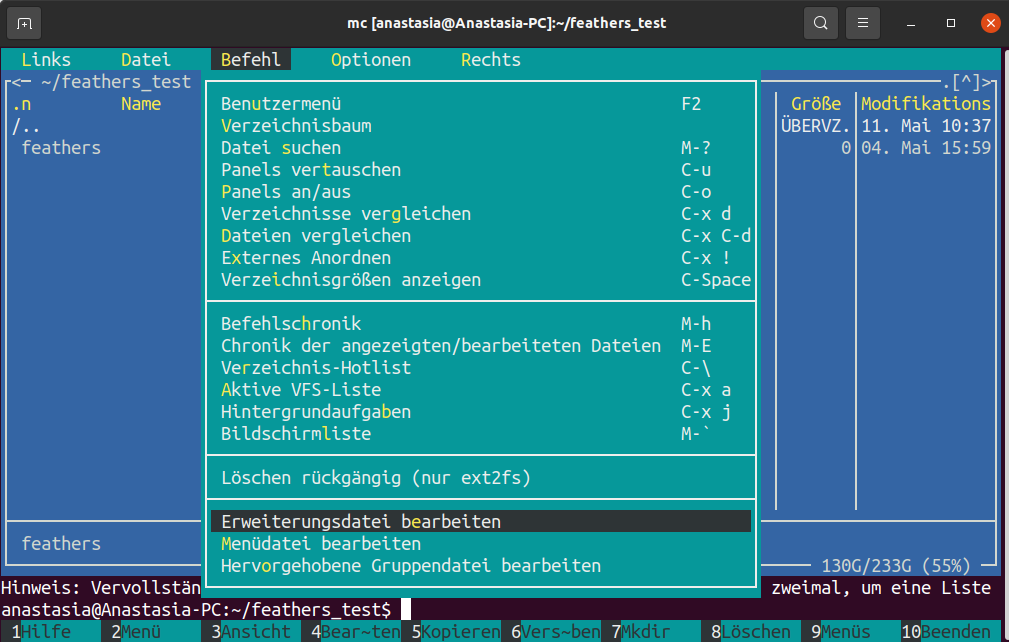 mc [anastasia@Anastasia-PC]:~/feathers_test
Links Datei Befehl Optionen Rechts
<─ ~/feathers_test
.[^]>
.n Name
Größe Modifikations
/..
ÜBERVZ. 11. Mai 10:37
feathers
0 04. Mai 15:59
Benutzermenü F2
Verzeichnisbaum
Datei suchen M-?
Panels vertauschen C-u
Panels an/aus C-o
Verzeichnisse vergleichen C-x d
Dateien vergleichen C-x C-d
Externes Anordnen C-x !
Verzeichnisgrößen anzeigen C-Space
Befehlschronik M-h
Chronik der angezeigten/bearbeiteten Dateien M-E
Verzeichnis-Hotlist C-\
Aktive VFS-Liste C-x a
Hintergrundaufgaben C-x j
Bildschirmliste M-`
Löschen rückgängig (nur ext2fs)
Erweiterungsdatei bearbeiten
Menüdatei bearbeiten
Hervorgehobene Gruppendatei bearbeiten
feathers
130G/233G (55%)
Hinweis: Vervollstän
zweimal, um eine Liste
anastasia@Anastasia-PC:~/feathers_test$
1Hilfe 2Menü 3Ansicht 4Bear~ten 5Kopieren 6Vers~ben 7Mkdir 8Löschen 9Menüs 10Beenden